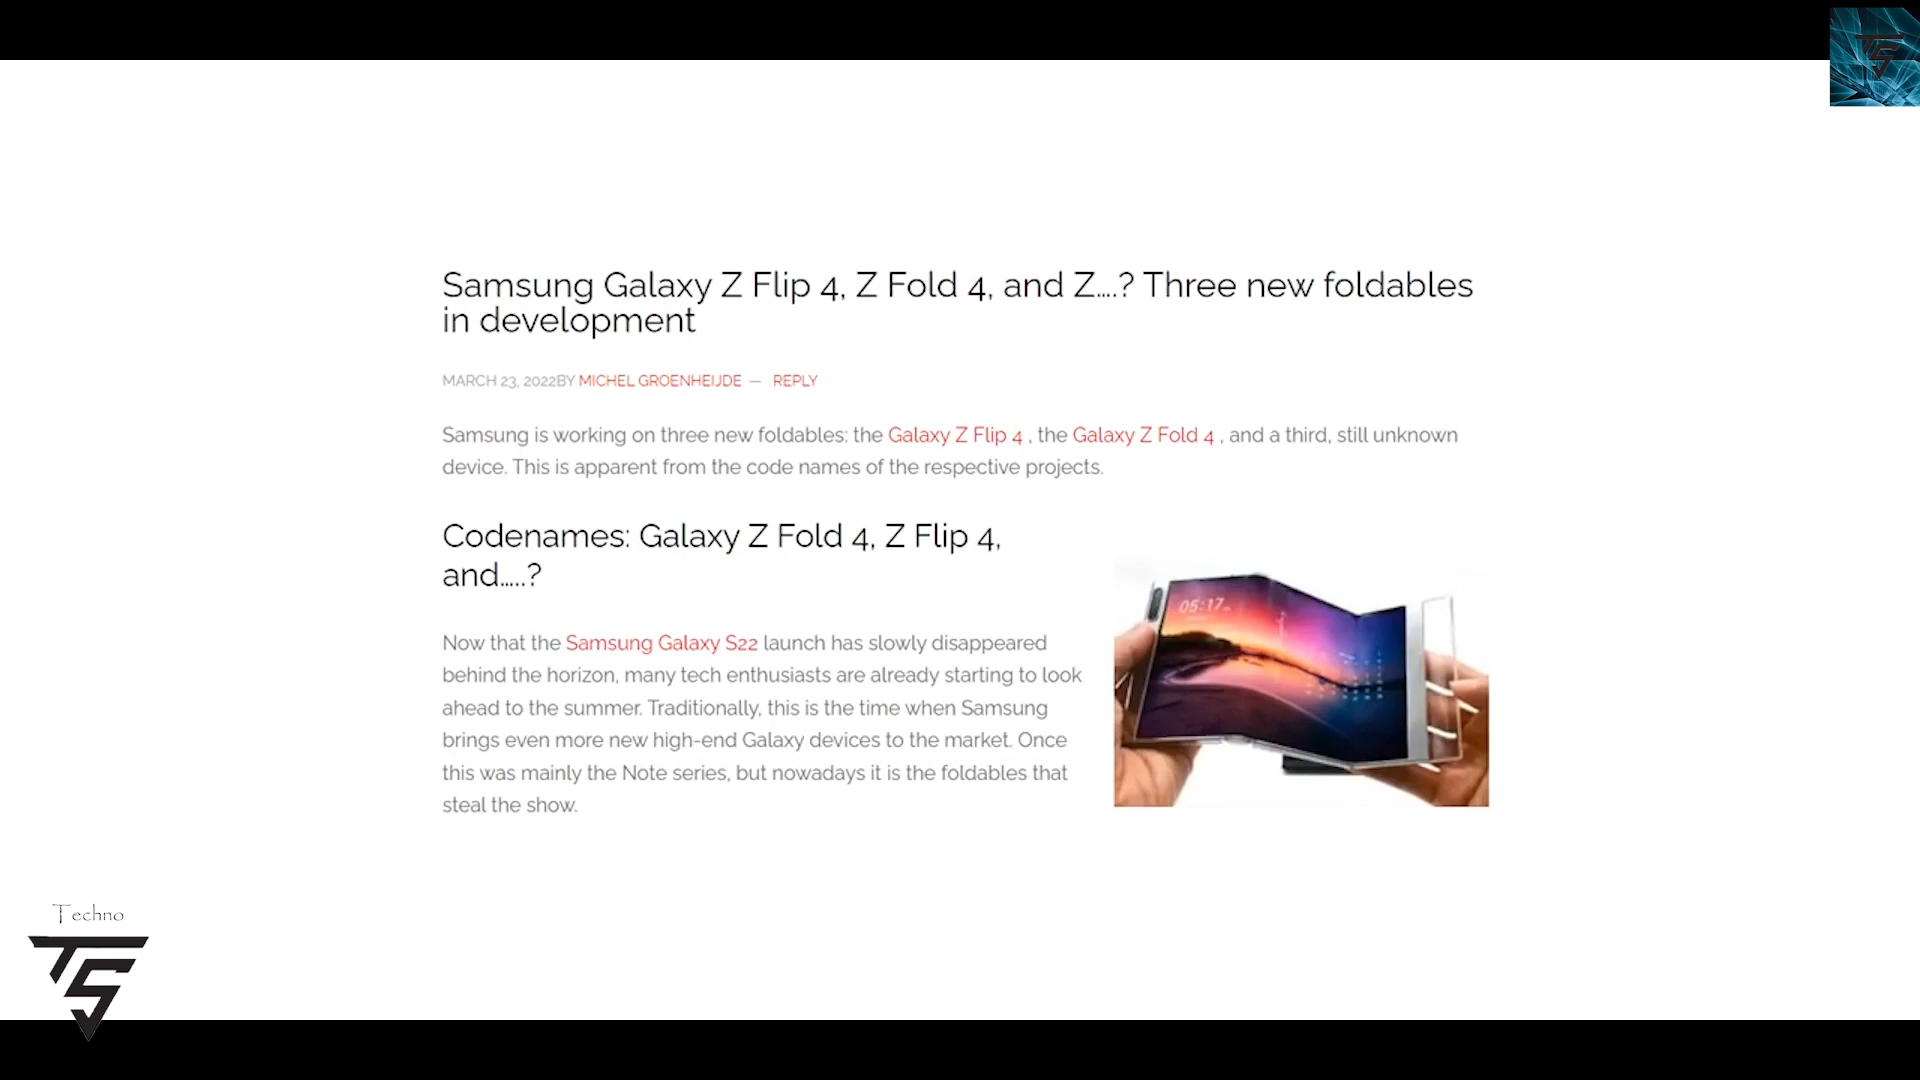 Samsung Galaxy Z Flip 4, Z Fold 4, and Z....? Three new foldables
in development
MARCH 23, 2022BY MICHEL GROENHEIJDE — REPLY
Samsung is working on three new foldables: the Galaxy Z Flip 4 , the Galaxy Z Fold 4 , and a third, still unknown
device. This is apparent from the code names of the respective projects.
Codenames: Galaxy Z Fold 4, Z Flip 4,
and.....?
Now that the Samsung Galaxy S22 launch has slowly disappeared
behind the horizon, many tech enthusiasts are already starting to look
ahead to the summer. Traditionally, this is the time when Samsung
brings even more new high-end Galaxy devices to the market. Once
this was mainly the Note series, but nowadays it is the foldables that
steal the show.
05:17
Techno
TS
TS